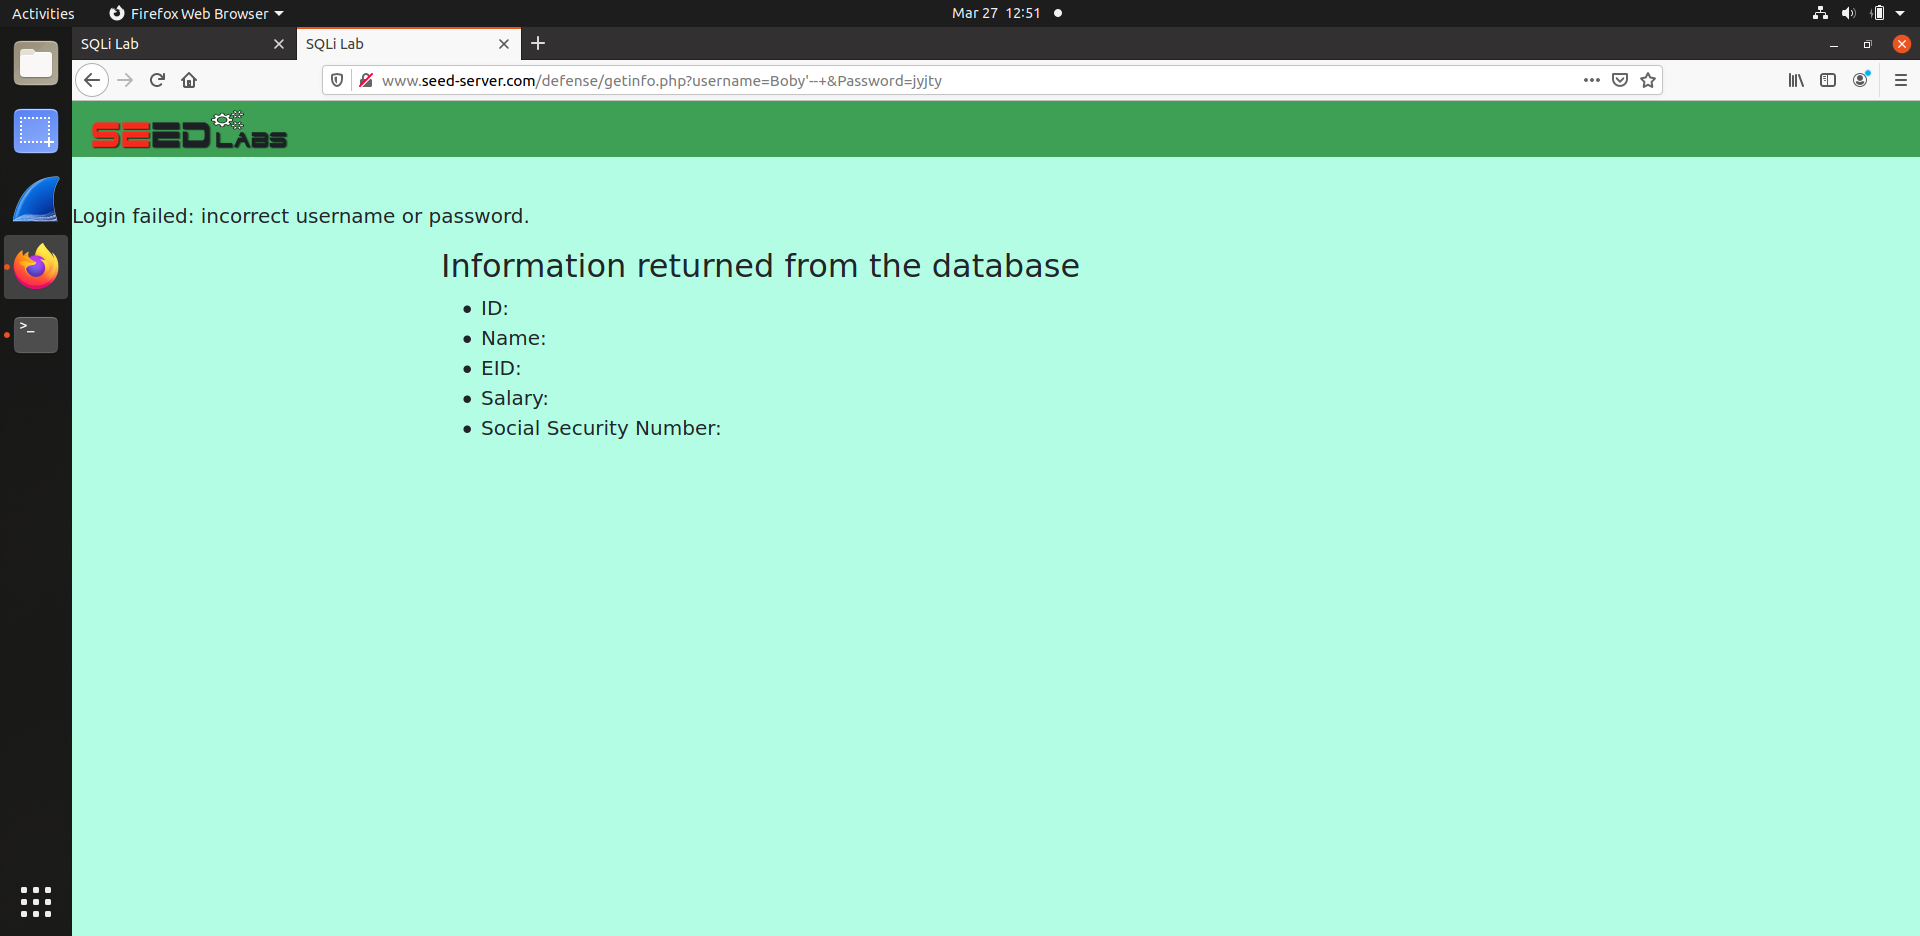 Activities Firefox Web Browser Mar 27 12:51
SQLi Lab SQLi Lab
www.seed-server.com/defense/getinfo.php?username=Boby'--+&Password=jyjty
SEED LABS
Login failed: incorrect username or password.
Information returned from the database
ID:
Name:
EID:
Salary:
Social Security Number: